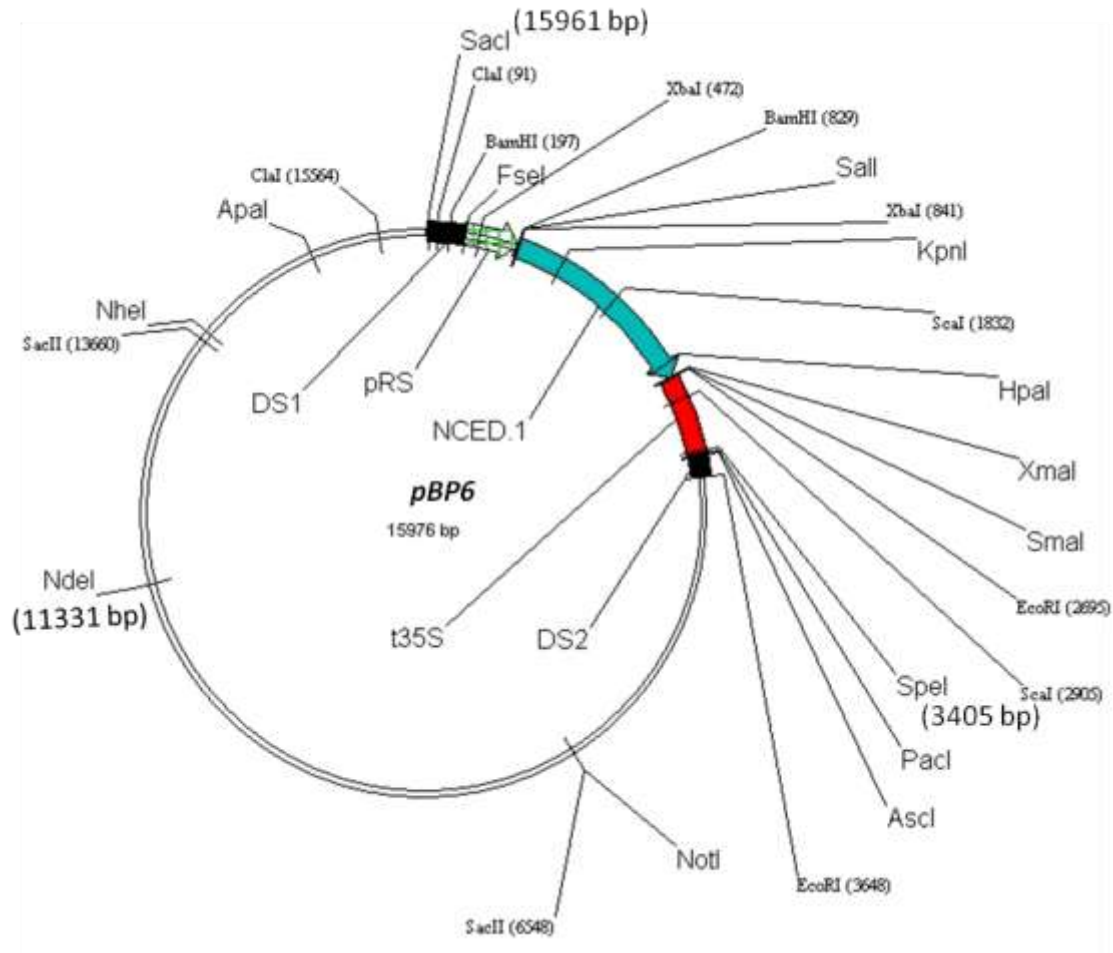 (15961 bp)
SacI
ClaI (91)
XbaI (472)
BamHI (829)
BamHI (197)
FseI
SalI
ClaI (15564)
ApaI
XbaI (841)
KpnI
NheI
SacII (13660)
ScaI (1832)
DS1
pRS
NCED.1
HpaI
XmaI
pBP6
15976 bp
SmaI
NdeI
(11331 bp)
EcoRI (2695)
t35S
DS2
SpeI
ScaI (2905)
(3405 bp)
PacI
AscI
NotI
EcoRI (3648)
SacII (6548)